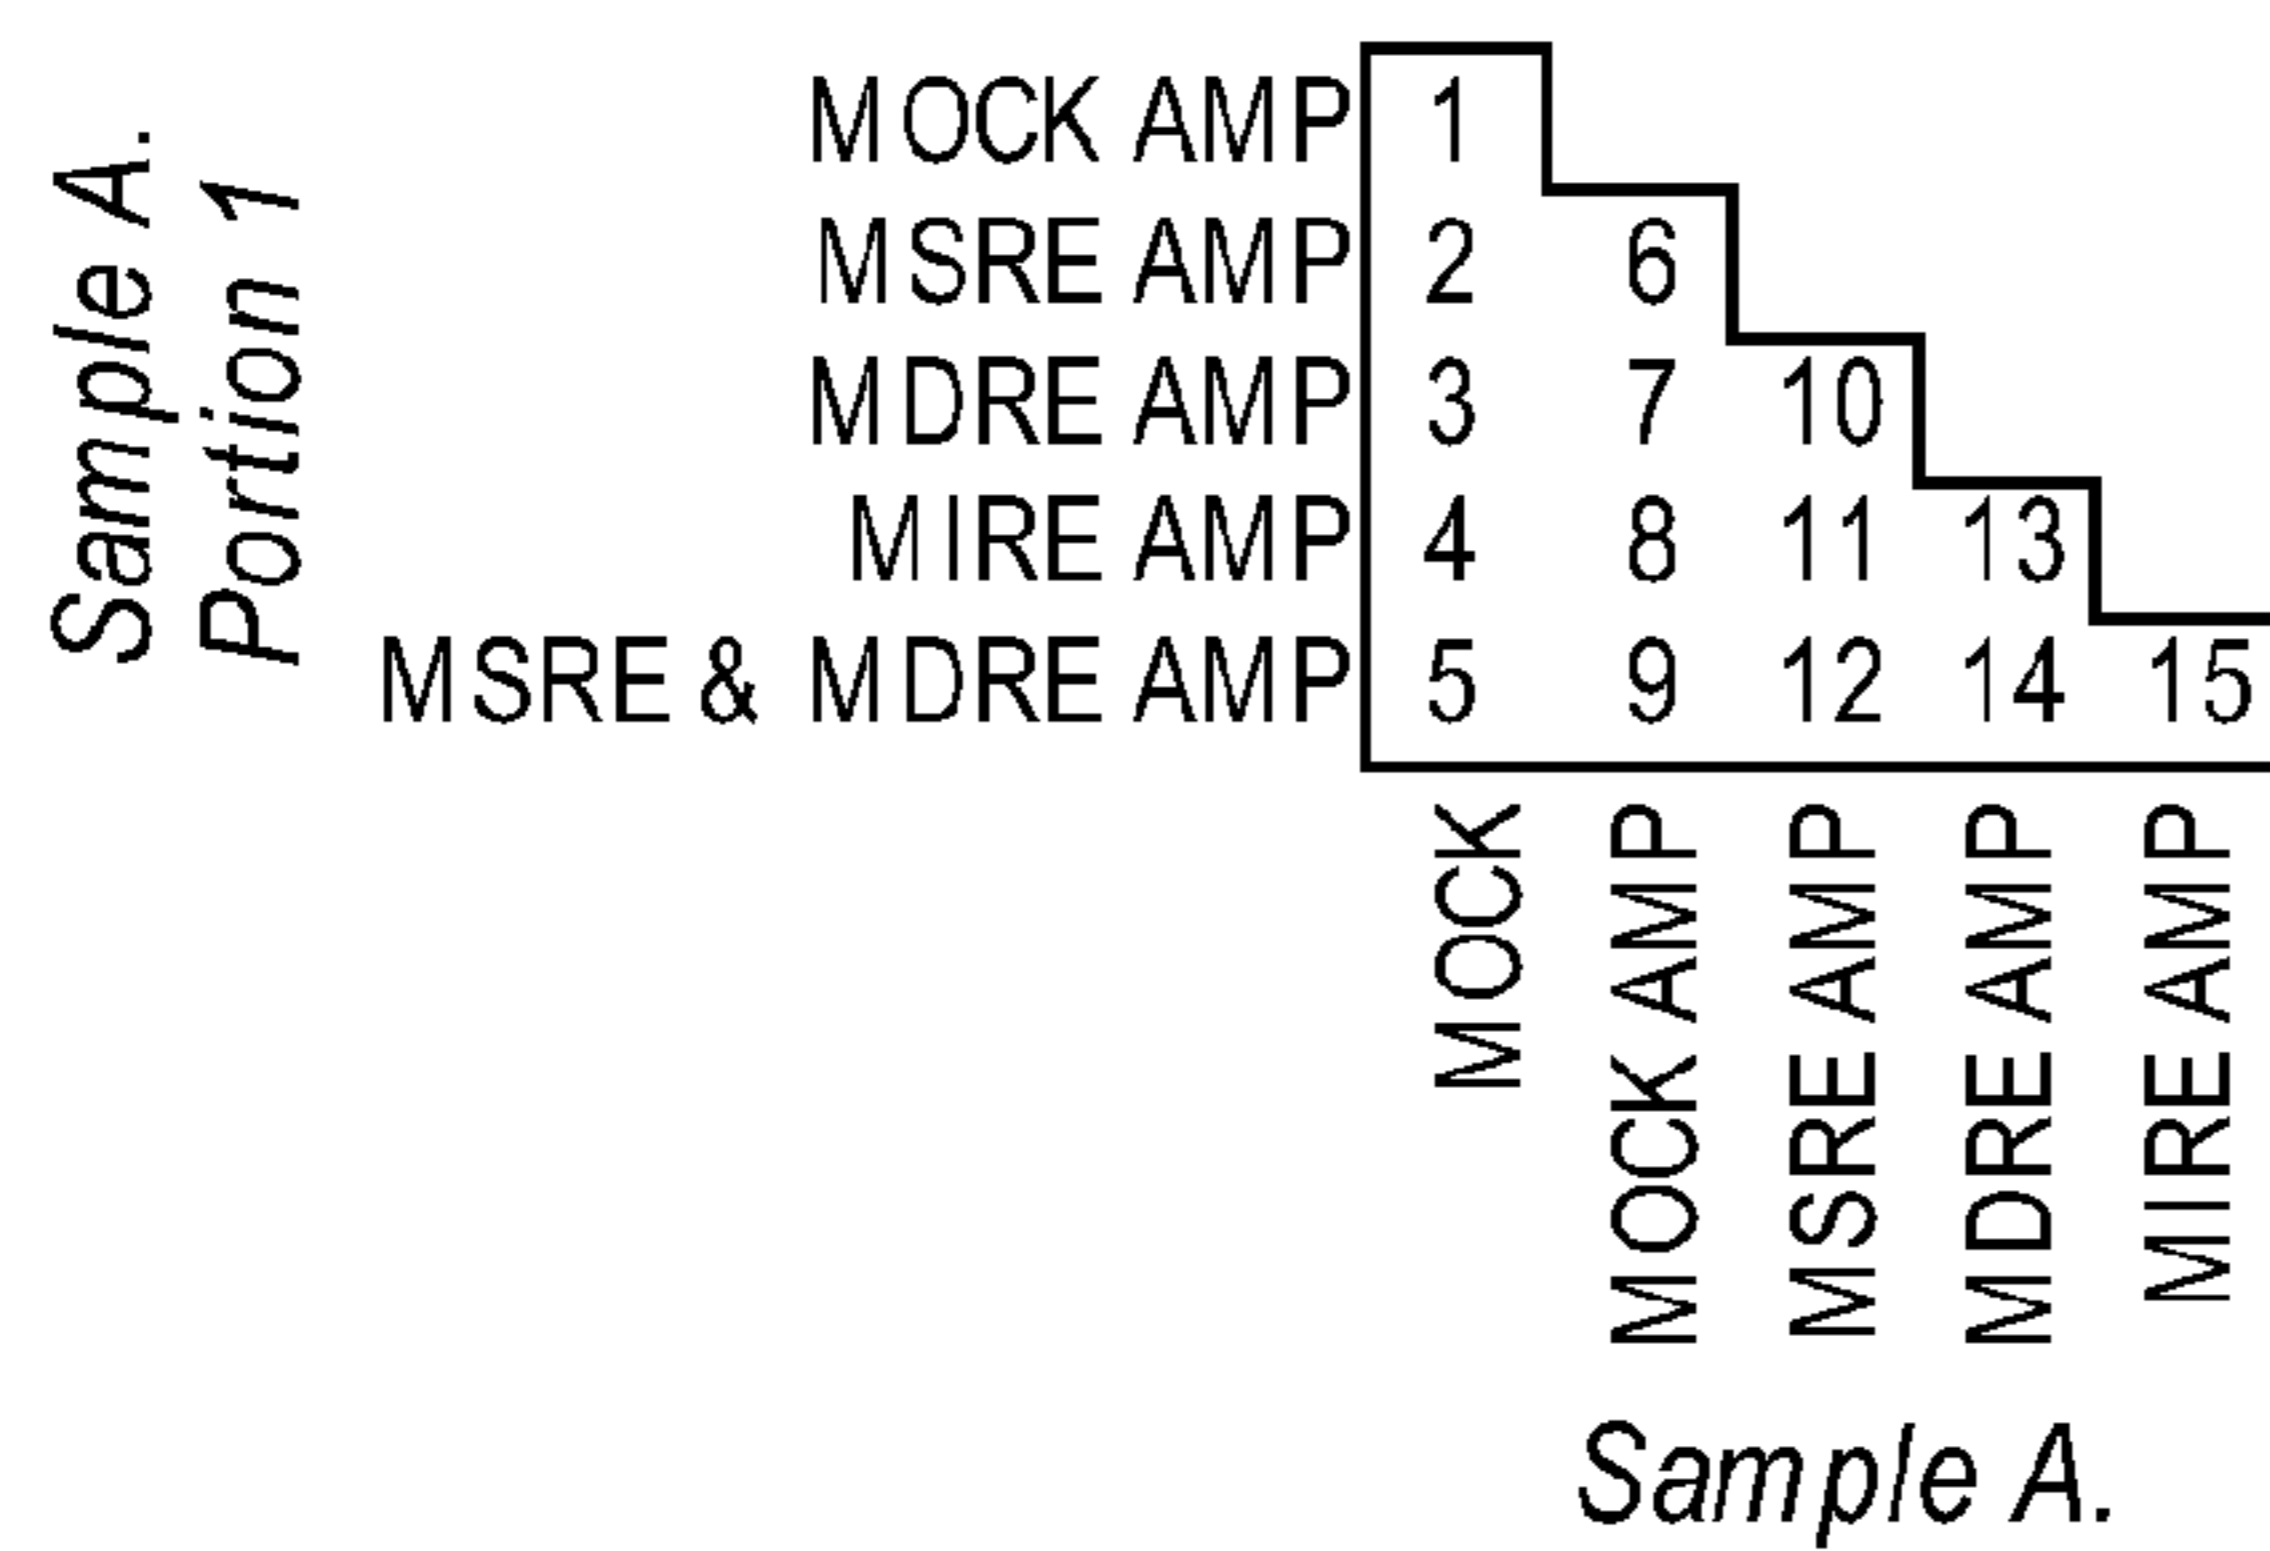 Sample A.
Portion 1
MOCK AMP 1
MSRE AMP 2 6
MDRE AMP 3 7 10
MIRE AMP 4 8 11 13
MSRE & MDRE AMP 5 9 12 14 15
MOCK
MOCK AMP
MSRE AMP
MDRE AMP
MIRE AMP
Sample A.